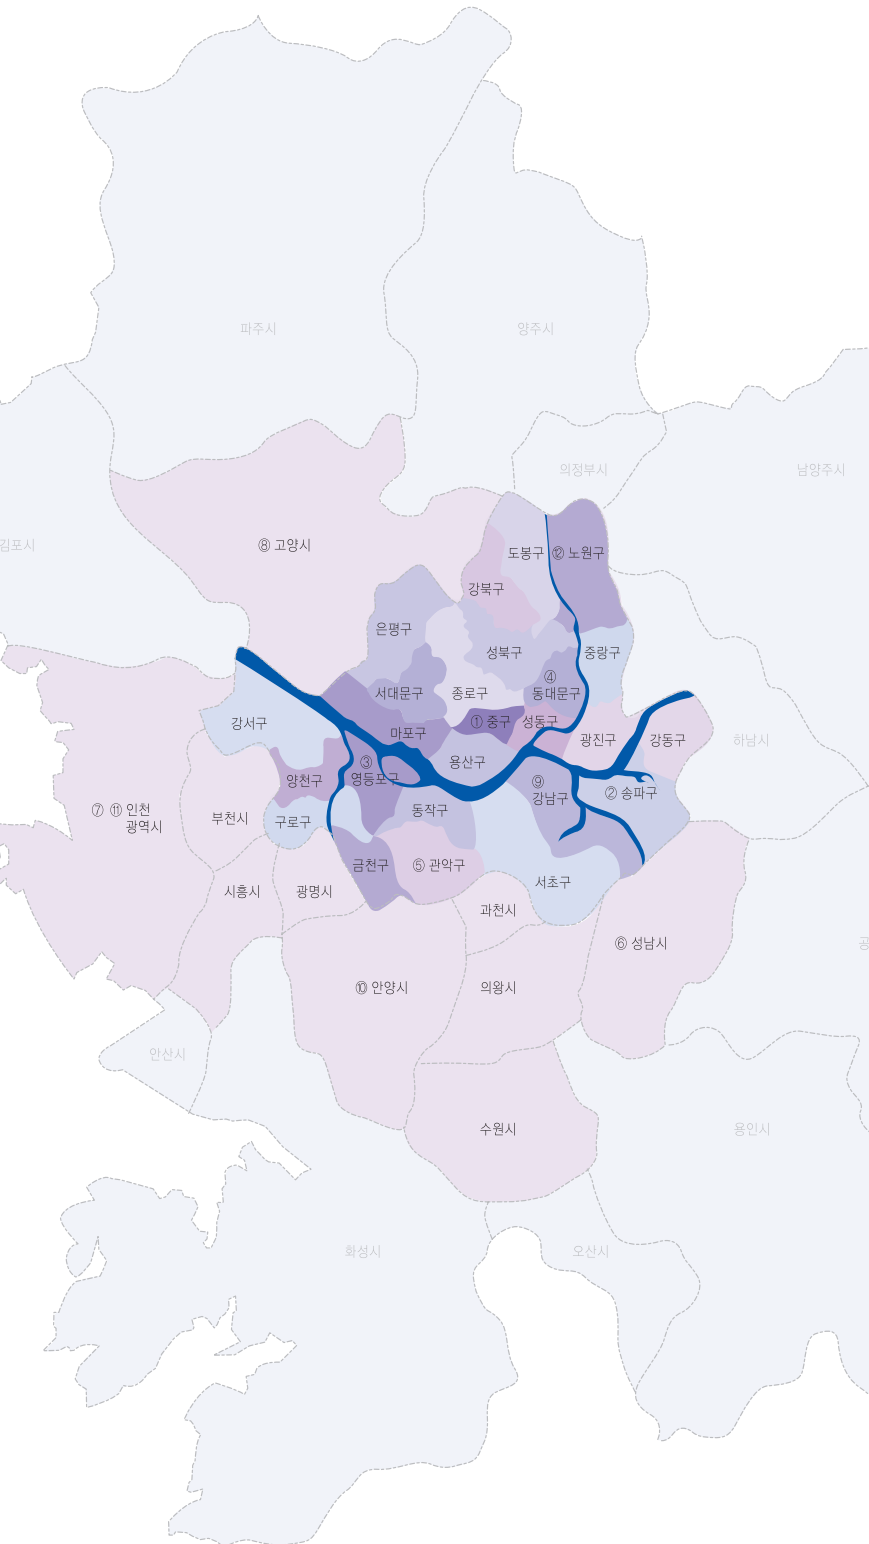 파주시
양주시
의정부시
남양주시
김포시
⑧ 고양시
도봉구
⑫ 노원구
강북구
은평구
성북구
중랑구
④
동대문구
서대문구
종로구
강서구
① 중구
성동구
마포구
광진구
강동구
하남시
용산구
③
영등포구
양천구
⑨
강남구
② 송파구
⑦ ⑪ 인천
광역시
부천시
구로구
동작구
금천구
⑤ 관악구
서초구
시흥시
광명시
과천시
⑥ 성남시
⑩ 안양시
의왕시
안산시
수원시
용인시
화성시
오산시